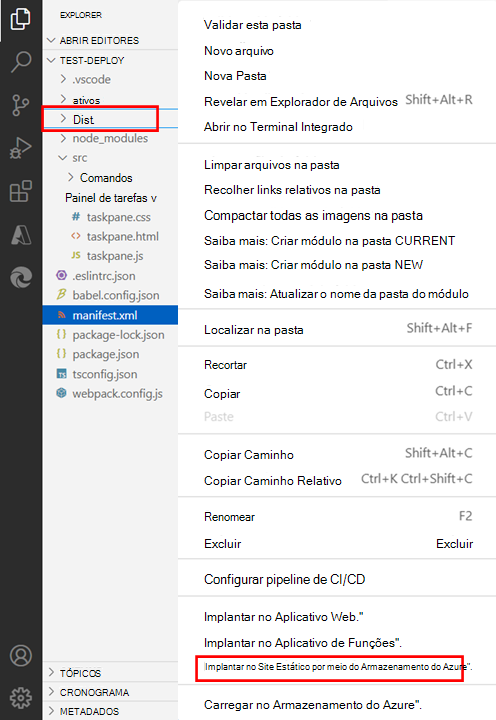 EXPLORER
ABRIR EDITORES
TEST-DEPLOY
.vscode
ativos
Dist.
node_modules
src
Comandos
Painel de tarefas v
taskpane.css
taskpane.html
taskpane.js
.eslintrc.json
babel.config.json
manifest.xml
package-lock.json
package.json
tsconfig.json
webpack.config.js
TÓPICOS
CRONOGRAMA
METADADOS
Validar esta pasta
Novo arquivo
Nova Pasta
Revelar em Explorador de Arquivos Shift+Alt+R
Abrir no Terminal Integrado
Limpar arquivos na pasta
Recolher links relativos na pasta
Compactar todas as imagens na pasta
Saiba mais: Criar módulo na pasta CURRENT
Saiba mais: Criar módulo na pasta NEW
Saiba mais: Atualizar o nome da pasta do módulo
Localizar na pasta Shift+Alt+F
Recortar Ctrl+X
Copiar Ctrl+C
Paste Ctrl+V
Copiar Caminho Shift+Alt+C
Copiar Caminho Relativo Ctrl+K Ctrl+Shift+C
Renomear F2
Excluir Excluir
Configurar pipeline de CI/CD
Implantar no Aplicativo Web."
Implantar no Aplicativo de Funções".
Implantar no Site Estático por meio do Armazenamento do Azure".
Carregar no Armazenamento do Azure".